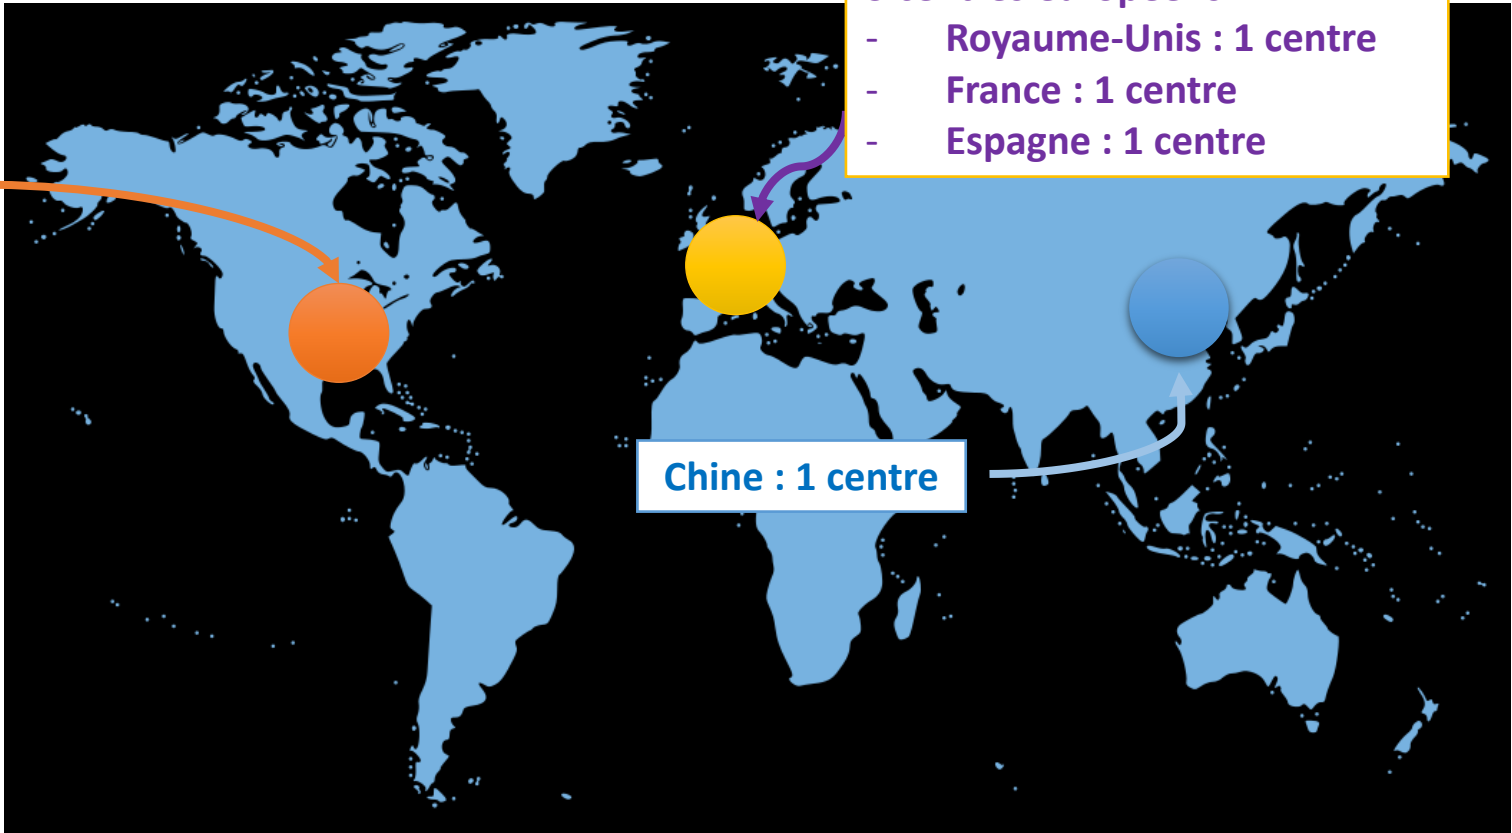 - Royaume-Unis : 1 centre
- France : 1 centre
- Espagne : 1 centre
Chine : 1 centre